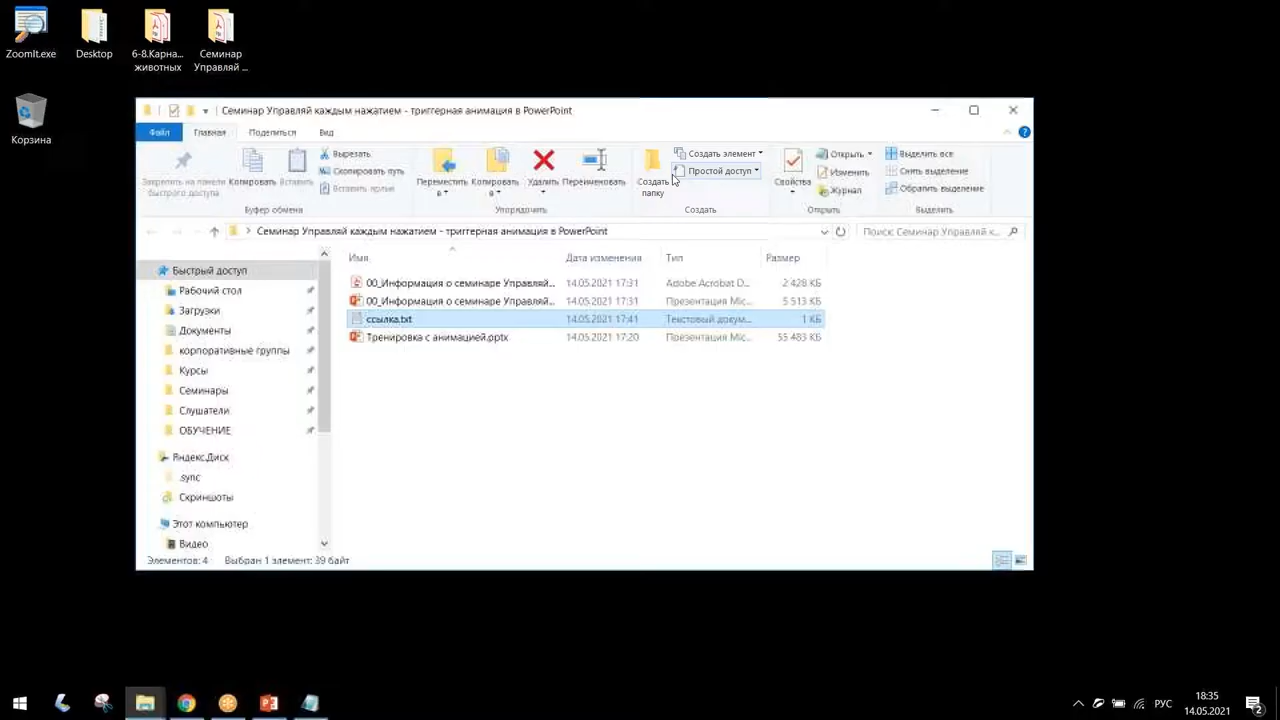 ZoomIt.exe
Desktop
6-8.Карна...
животных
Семинар
Управляй ...
Корзина
Семинар Управляй каждым нажатием - триггерная анимация в PowerPoint
Файл Главная Поделиться Вид
Закрепить на панели
быстрого доступа
Копировать
Вставить
Вырезать
Скопировать путь
Вставить ярлык
Буфер обмена
Переместить
в
Копировать
в
Удалить
Переименовать
Упорядочить
Создать
папку
Создать элемент
Простой доступ
Создать
Свойства
Открыть
Изменить
Журнал
Открыть
Выделить все
Снять выделение
Обратить выделение
Выделить
Семинар Управляй каждым нажатием - триггерная анимация в PowerPoint
Поиск: Семинар Управляй к...
Имя Дата изменения Тип Размер
00_Информация о семинаре Управляй... 14.05.2021 17:31 Adobe Acrobat D... 2 428 КБ
00_Информация о семинаре Управляй... 14.05.2021 17:31 Презентация Mic... 5 513 КБ
ссылка.txt 14.05.2021 17:41 Текстовый докум... 1 КБ
Тренировка с анимацией.pptx 14.05.2021 17:20 Презентация Mic... 55 483 КБ
Быстрый доступ
Рабочий стол
Загрузки
Документы
корпоративные группы
Курсы
Семинары
Слушатели
ОБУЧЕНИЕ
Яндекс.Диск
.sync
Скриншоты
Этот компьютер
Видео
Элементов: 4 Выбран 1 элемент: 39 байт
РУС
18:35
14.05.2021
2